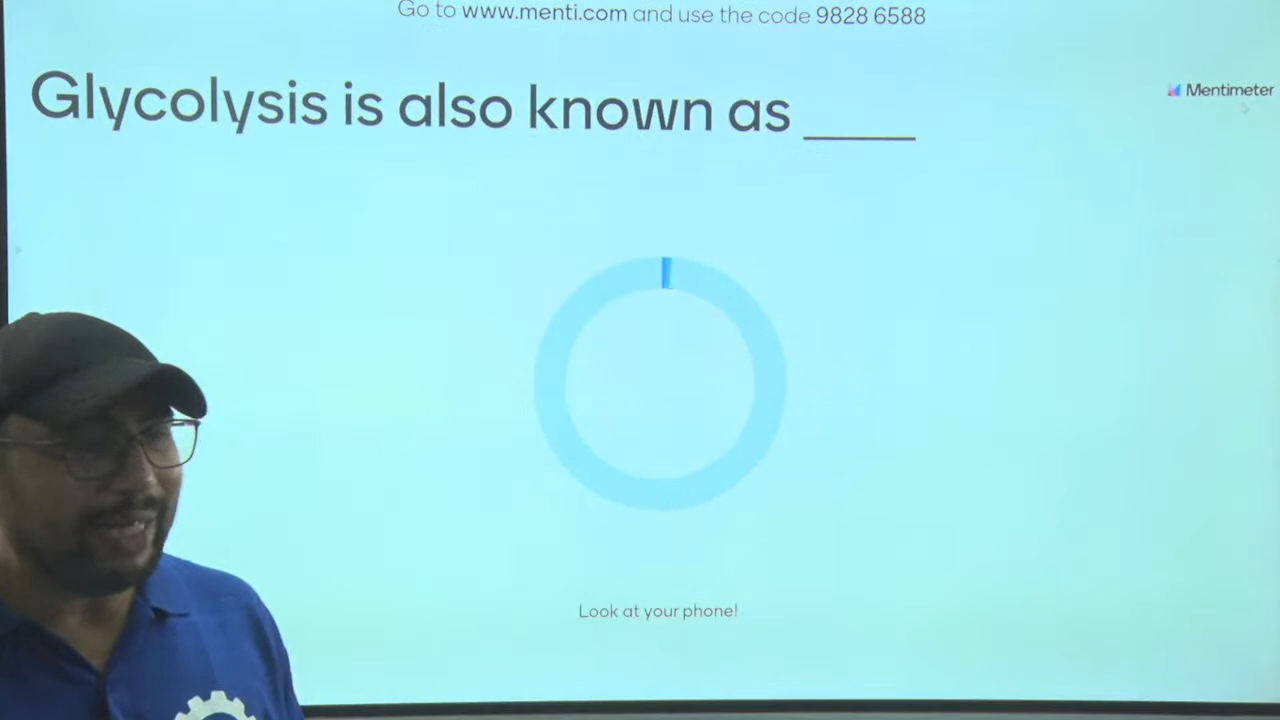 Go to www.menti.com and use the code 9828 6588
Glycolysis is also known as ____
Mentimeter
Look at your phone!